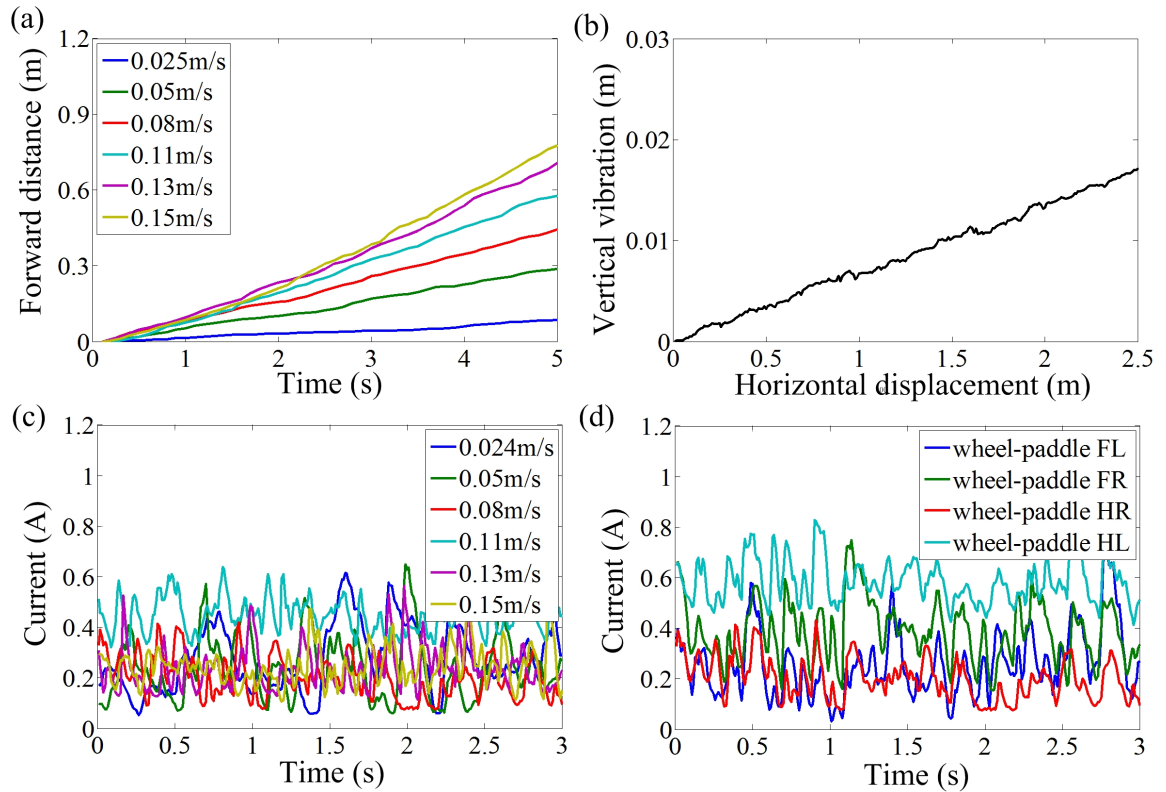 (a)
Forward distance (m)
1.2
0.9
0.6
0.3
0
0.025m/s
0.05m/s
0.08m/s
0.11m/s
0.13m/s
0.15m/s
1 2 3 4 5
Time (s)
(b)
Vertical vibration (m)
0.03
0.02
0.01
0
0 0.5 1 1.5 2 2.5
Horizontal displacement (m)
(c)
Current (A)
1.2
1
0.8
0.6
0.4
0.2
0
0.024m/s
0.05m/s
0.08m/s
0.11m/s
0.13m/s
0.15m/s
0 0.5 1 1.5 2 2.5 3
Time (s)
(d)
Current (A)
1.2
1
0.8
0.6
0.4
0.2
0
wheel-paddle FL
wheel-paddle FR
wheel-paddle HR
wheel-paddle HL
0 0.5 1 1.5 2 2.5 3
Time (s)